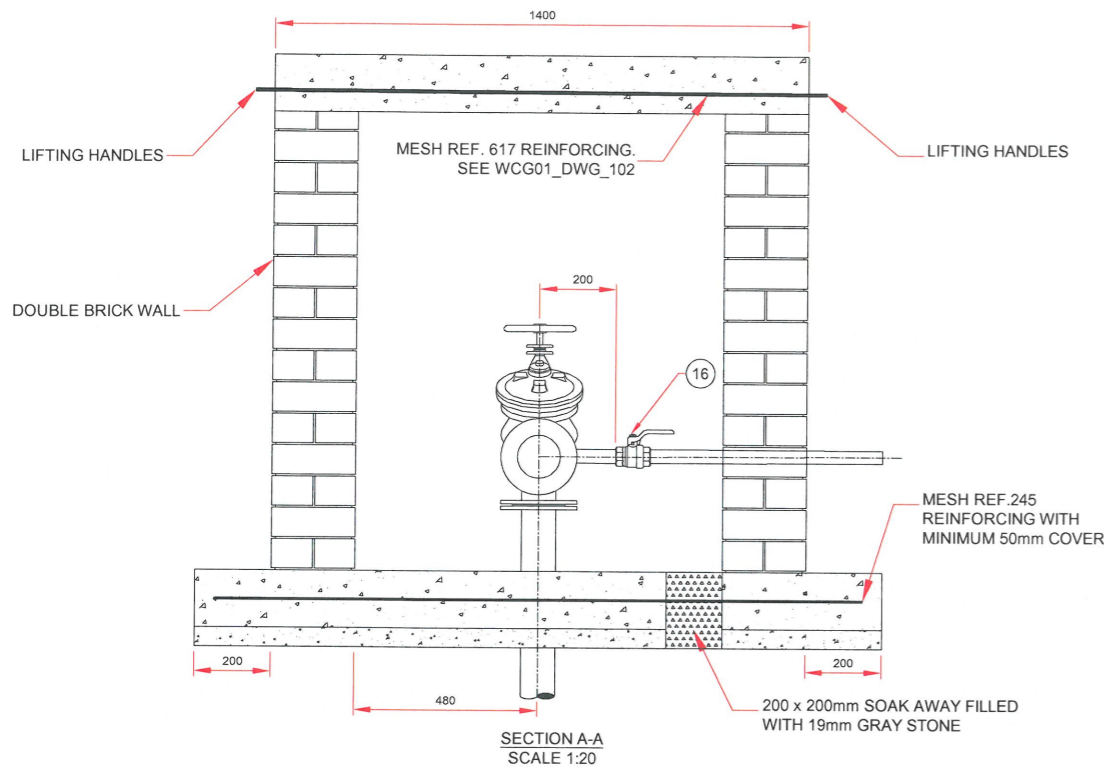 1400
LIFTING HANDLES
MESH REF. 617 REINFORCING.
SEE WCG01_DWG_102
LIFTING HANDLES
200
DOUBLE BRICK WALL
16
MESH REF.245
REINFORCING WITH
MINIMUM 50mm COVER
200
480
200
200 x 200mm SOAK AWAY FILLED
WITH 19mm GRAY STONE
SECTION A-A
SCALE 1:20